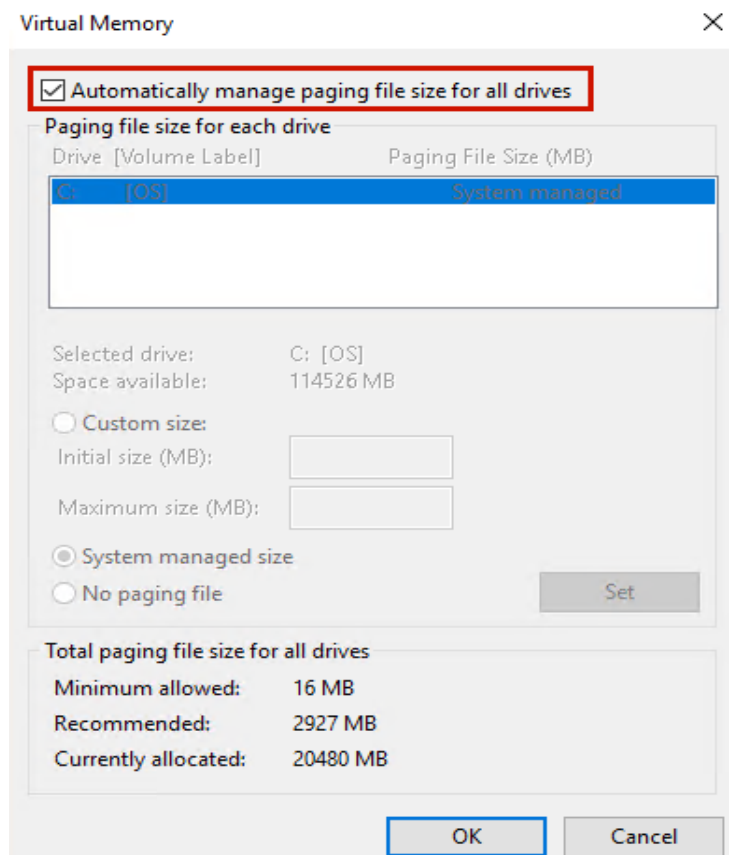 Virtual Memory
Automatically manage paging file size for all drives
Paging file size for each drive
Drive [Volume Label] Paging File Size (MB)
C: [OS] System managed
Selected drive: C: [OS]
Space available: 114526 MB
Custom size:
Initial size (MB):
Maximum size (MB):
System managed size
No paging file Set
Total paging file size for all drives
Minimum allowed: 16 MB
Recommended: 2927 MB
Currently allocated: 20480 MB
OK Cancel